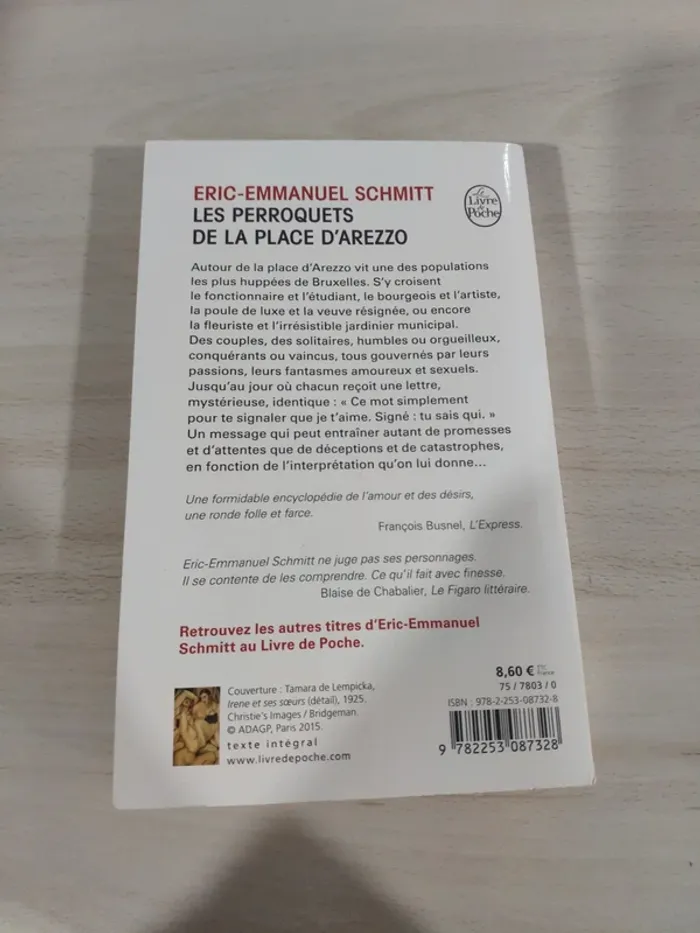 ERIC-EMMANUEL SCHMITT
LES PERROQUETS
DE LA PLACE D'AREZZO
Le
Livre
de
Poche
Autour de la place d'Arezzo vit une des populations
les plus huppées de Bruxelles. S'y croisent
le fonctionnaire et l'étudiant, le bourgeois et l'artiste,
la poule de luxe et la veuve résignée, ou encore
la fleuriste et l'irrésistible jardinier municipal.
Des couples, des solitaires, humbles ou orgueilleux,
conquérants ou vaincus, tous gouvernés par leurs
passions, leurs fantasmes amoureux et sexuels.
Jusqu'au jour où chacun reçoit une lettre,
mystérieuse, identique : « Ce mot simplement
pour te signaler que je t'aime. Signé : tu sais qui. »
Un message qui peut entraîner autant de promesses
et d'attentes que de déceptions et de catastrophes,
en fonction de l'interprétation qu'on lui donne...
Une formidable encyclopédie de l'amour et des désirs,
une ronde folle et farce.
François Busnel, L'Express.
Eric-Emmanuel Schmitt ne juge pas ses personnages.
Il se contente de les comprendre. Ce qu'il fait avec finesse.
Blaise de Chabalier, Le Figaro littéraire.
Retrouvez les autres titres d'Eric-Emmanuel
Schmitt au Livre de Poche.
8,60 € Prix
France
75 / 7803 / 0
ISBN : 978-2-253-08732-8
Couverture : Tamara de Lempicka,
Irene et ses sœurs (détail), 1925.
Christie's Images / Bridgeman.
© ADAGP, Paris 2015.
texte intégral
www.livredepoche.com
9 782253 087328